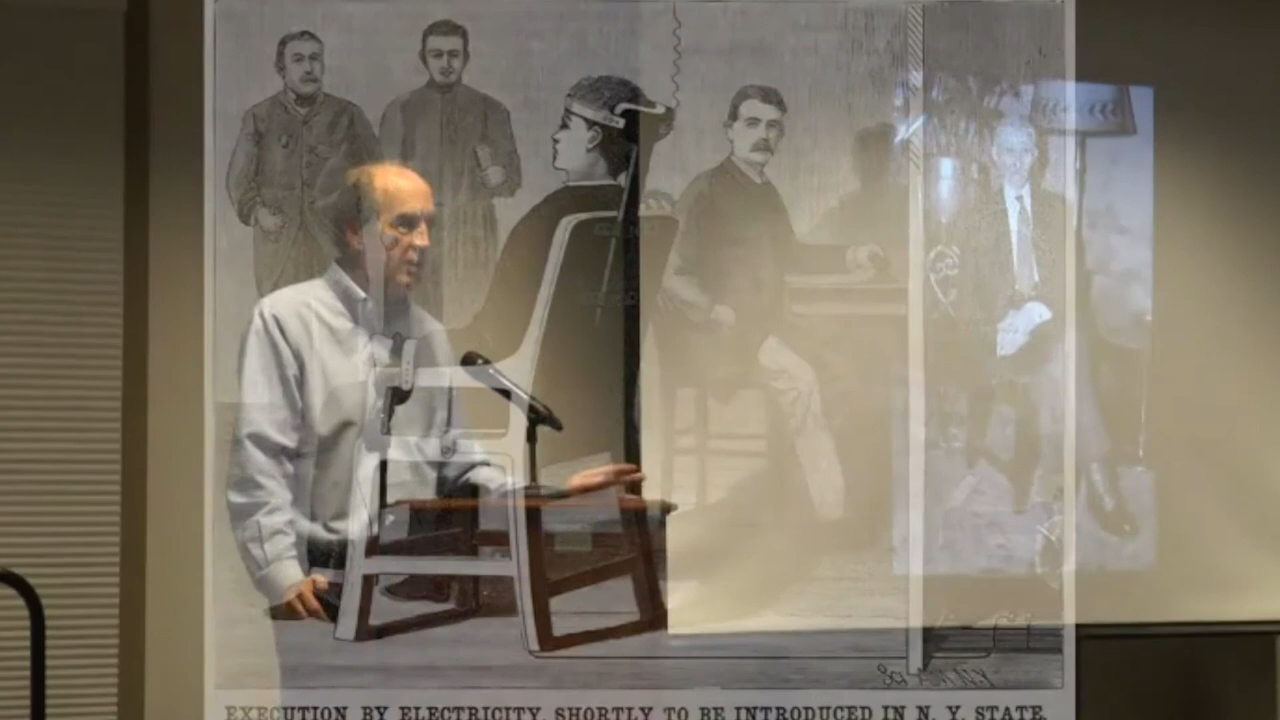 EXECUTION BY ELECTRICITY, SHORTLY TO BE INTRODUCED IN N. Y. STATE.